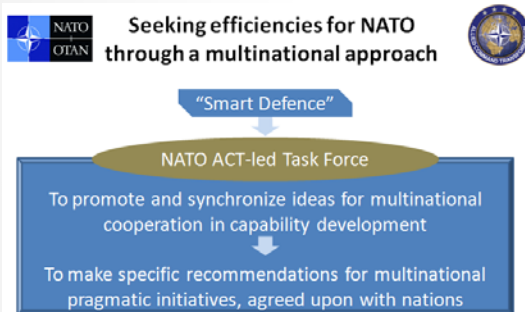 NATO
OTAN
Seeking efficiencies for NATO
through a multinational approach
“Smart Defence”
NATO ACT-led Task Force
To promote and synchronize ideas for multinational
cooperation in capability development
To make specific recommendations for multinational
pragmatic initiatives, agreed upon with nations